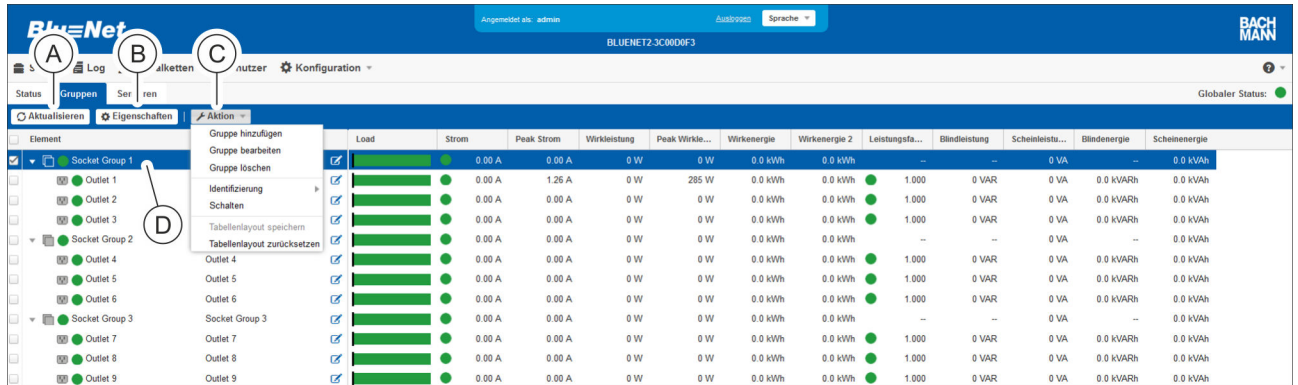 Angemeldet als: admin Ausloggen Sprache
BlueNet
BLUENET2-3C00D0F3
BACH
MANN
A B C
Log Konfiguration
Status Gruppen Globaler Status:
Aktualisieren Eigenschaften Aktion
Element Load Strom Peak Strom Wirkleistung Peak Wirkle... Wirkenergie Wirkenergie 2 Leistungsfa... Blindleistung Scheinleistu... Blindenergie Scheinenergie
Gruppe hinzufügen
Gruppe bearbeiten
Gruppe löschen
Identifizierung
Schalten
Tabellenlayout speichern
Tabellenlayout zurücksetzen
D
Socket Group 1 0.00 A 0.00 A 0 W 0 W 0.0 kWh 0.0 kWh -- -- 0 VA -- 0.0 kVAh
Outlet 1 0.00 A 1.26 A 0 W 285 W 0.0 kWh 0.0 kWh 1.000 0 VAR 0 VA 0.0 kVARh 0.0 kVAh
Outlet 2 0.00 A 0.00 A 0 W 0 W 0.0 kWh 0.0 kWh 1.000 0 VAR 0 VA 0.0 kVARh 0.0 kVAh
Outlet 3 0.00 A 0.00 A 0 W 0 W 0.0 kWh 0.0 kWh 1.000 0 VAR 0 VA 0.0 kVARh 0.0 kVAh
Socket Group 2 0.00 A 0.00 A 0 W 0 W 0.0 kWh 0.0 kWh -- -- 0 VA -- 0.0 kVAh
Outlet 4 Outlet 4 0.00 A 0.00 A 0 W 0 W 0.0 kWh 0.0 kWh 1.000 0 VAR 0 VA 0.0 kVARh 0.0 kVAh
Outlet 5 Outlet 5 0.00 A 0.00 A 0 W 0 W 0.0 kWh 0.0 kWh 1.000 0 VAR 0 VA 0.0 kVARh 0.0 kVAh
Outlet 6 Outlet 6 0.00 A 0.00 A 0 W 0 W 0.0 kWh 0.0 kWh 1.000 0 VAR 0 VA 0.0 kVARh 0.0 kVAh
Socket Group 3 Socket Group 3 0.00 A 0.00 A 0 W 0 W 0.0 kWh 0.0 kWh -- -- 0 VA -- 0.0 kVAh
Outlet 7 Outlet 7 0.00 A 0.00 A 0 W 0 W 0.0 kWh 0.0 kWh 1.000 0 VAR 0 VA 0.0 kVARh 0.0 kVAh
Outlet 8 Outlet 8 0.00 A 0.00 A 0 W 0 W 0.0 kWh 0.0 kWh 1.000 0 VAR 0 VA 0.0 kVARh 0.0 kVAh
Outlet 9 Outlet 9 0.00 A 0.00 A 0 W 0 W 0.0 kWh 0.0 kWh 1.000 0 VAR 0 VA 0.0 kVARh 0.0 kVAh